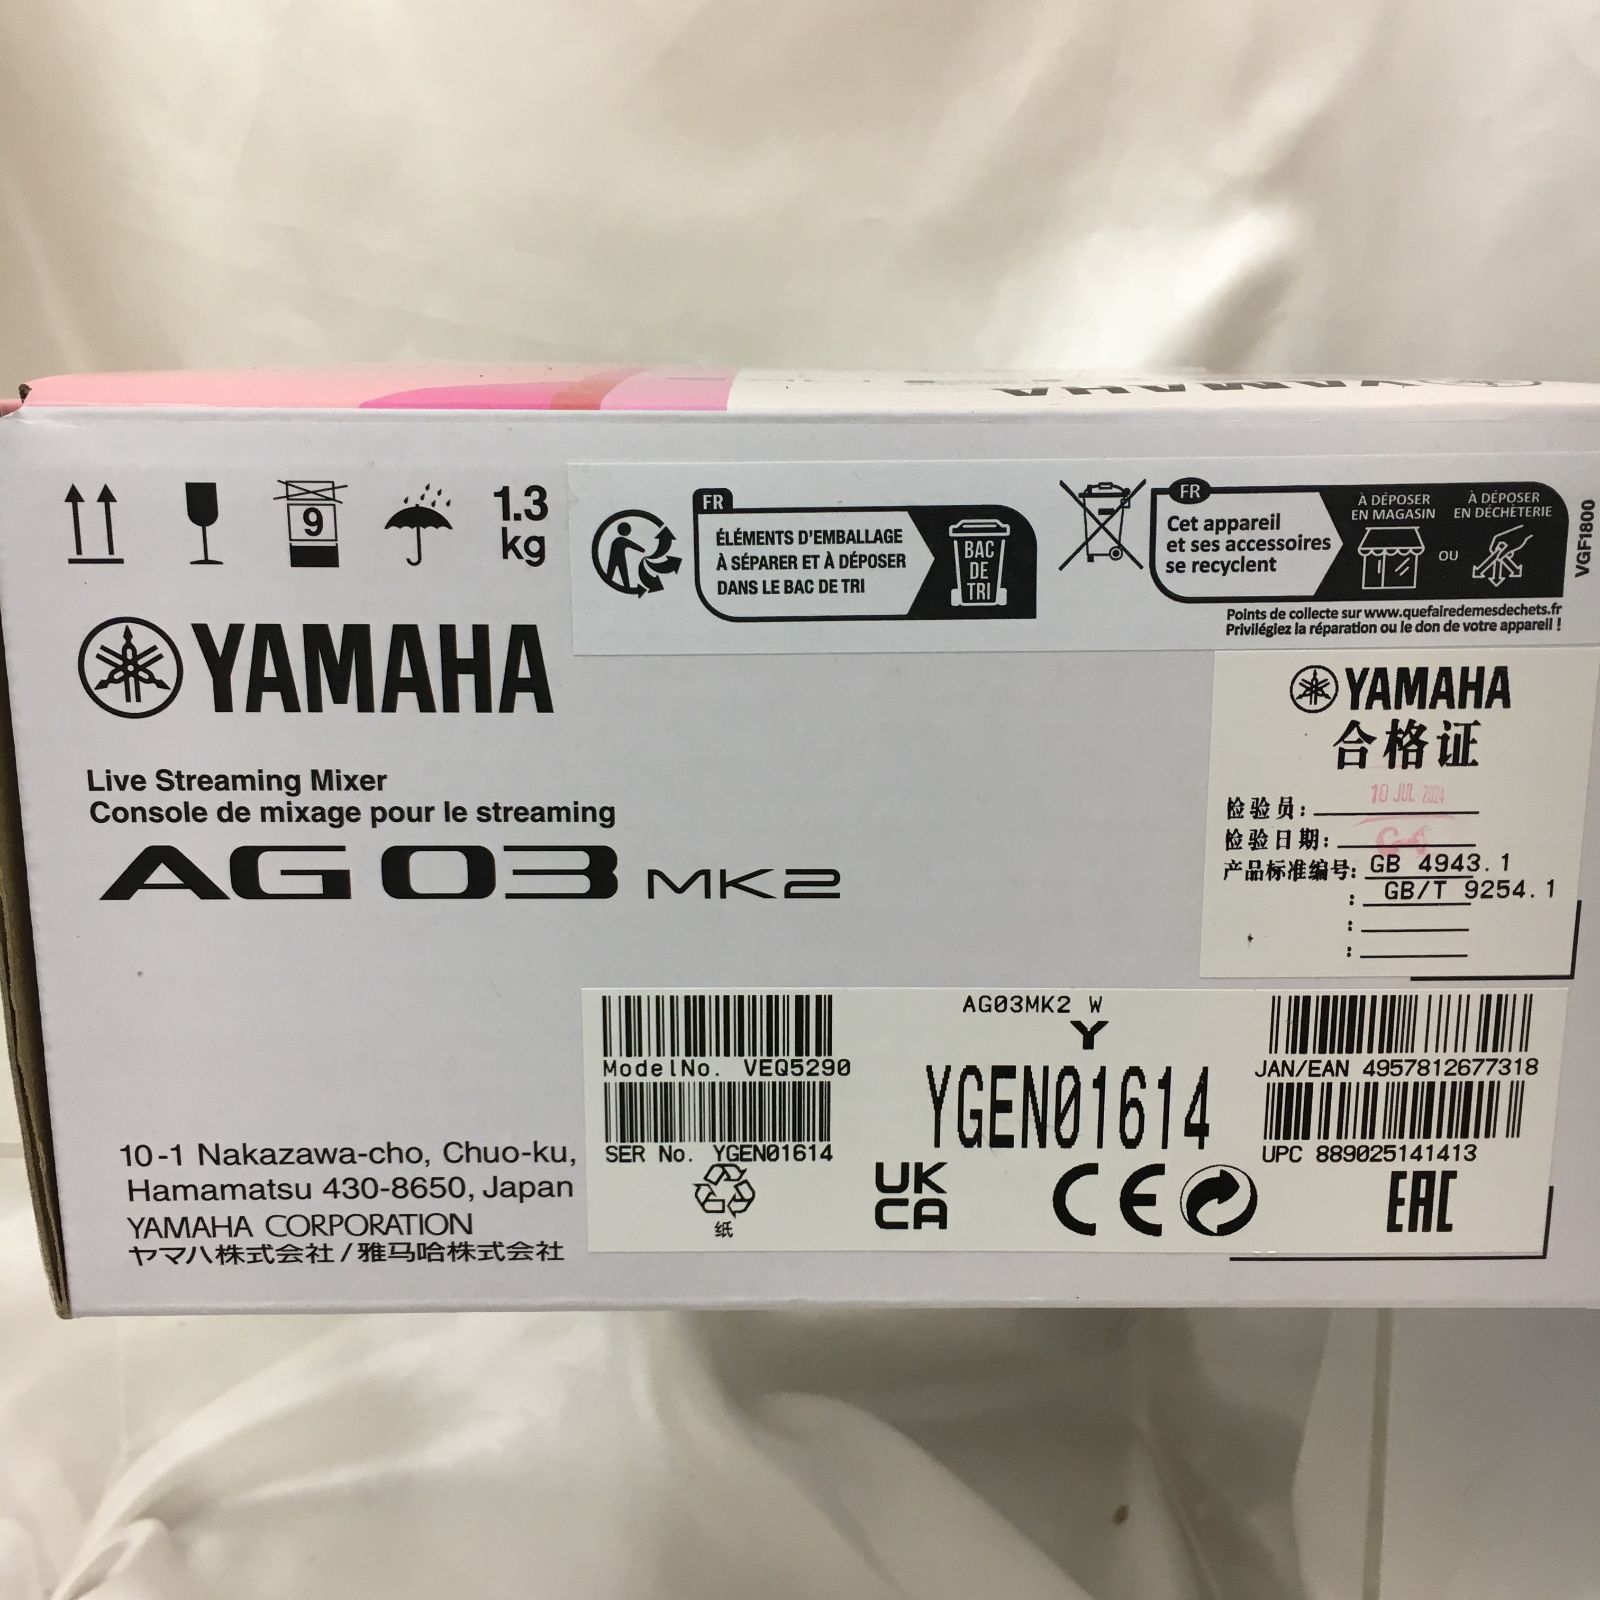 YAMAHA
9
1.3
kg
FR
ÉLÉMENTS D'EMBALLAGE
À SÉPARER ET À DÉPOSER
DANS LE BAC DE TRI
BAC
DE
TRI
FR
Cet appareil
et ses accessoires
se recyclent
À DÉPOSER
EN MAGASIN
OU
À DÉPOSER
EN DÉCHÈTERIE
Points de collecte sur www.quefairedemesdechets.fr
Privilégiez la réparation ou le don de votre appareil !
VGF1800
YAMAHA
Live Streaming Mixer
Console de mixage pour le streaming
AG03 MK2
YAMAHA
合格证
检验员: 10 JUL 2024
检验日期:
产品标准编号: GB 4943.1
: GB/T 9254.1
:
:
10-1 Nakazawa-cho, Chuo-ku,
Hamamatsu 430-8650, Japan
YAMAHA CORPORATION
ヤマハ株式会社/雅马哈株式会社
ModelNo. VEQ5290
SER No. YGEN01614
纸
AG03MK2 W
Y
YGEN01614
UK
CA
CE
JAN/EAN 4957812677318
UPC 889025141413
EAC